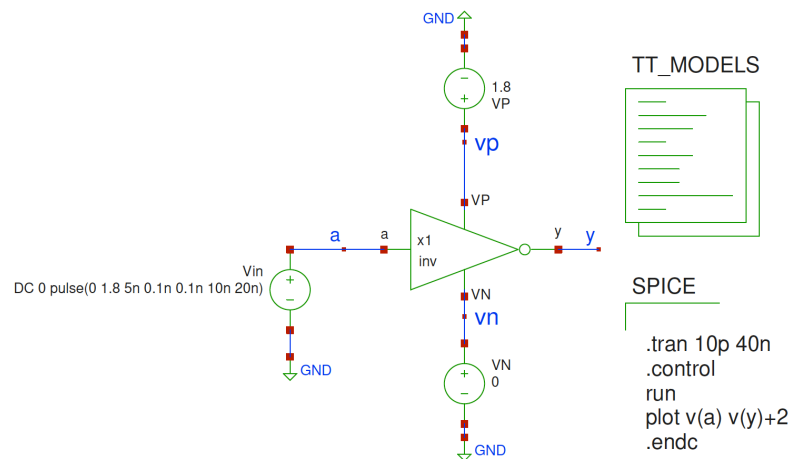 GND
1.8
VP
vp
VP
a
a
x1
inv
y
y
Vin
DC 0 pulse(0 1.8 5n 0.1n 0.1n 10n 20n)
GND
VN
vn
VN
0
GND
TT_MODELS
SPICE
.tran 10p 40n
.control
run
plot v(a) v(y)+2
.endc